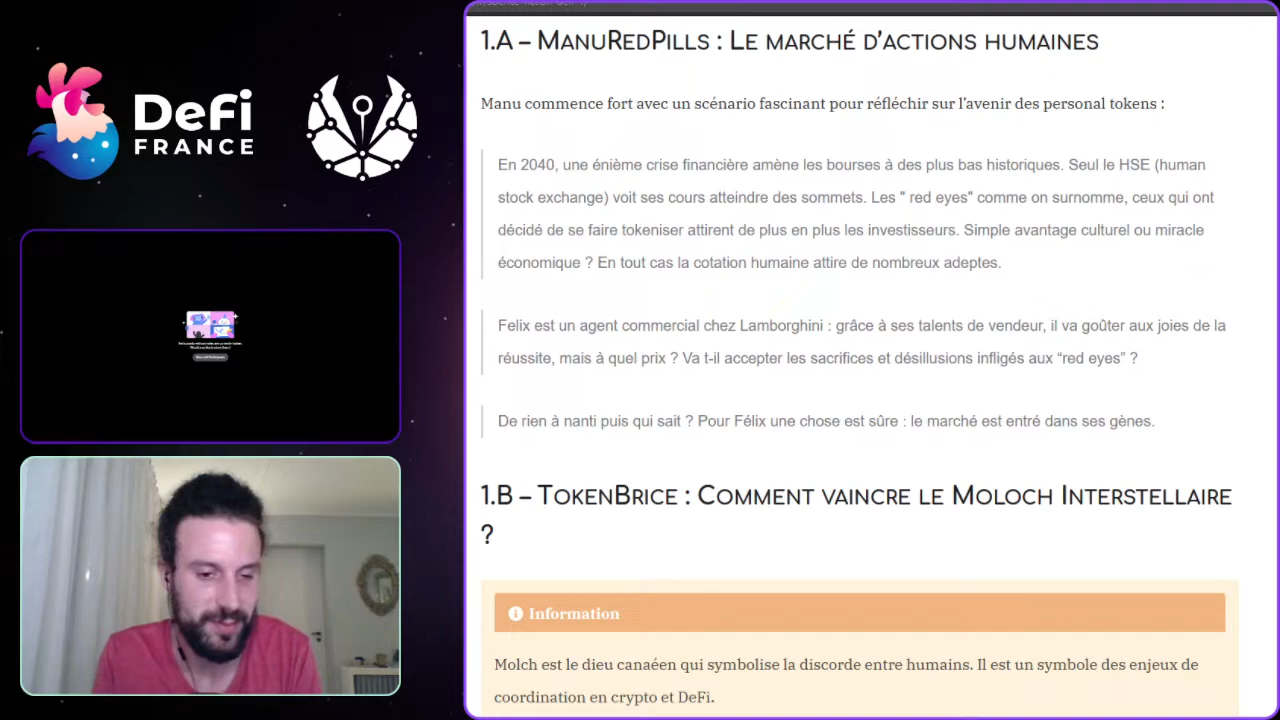 DeFi
FRANCE
1.A – ManuRedPills : Le marché d’actions humaines
Manu commence fort avec un scénario fascinant pour réfléchir sur l’avenir des personal tokens :
En 2040, une énième crise financière amène les bourses à des plus bas historiques. Seul le HSE (human
stock exchange) voit ses cours atteindre des sommets. Les " red eyes" comme on surnomme, ceux qui ont
décidé de se faire tokeniser attirent de plus en plus les investisseurs. Simple avantage culturel ou miracle
économique ? En tout cas la cotation humaine attire de nombreux adeptes.
Felix est un agent commercial chez Lamborghini : grâce à ses talents de vendeur, il va goûter aux joies de la
réussite, mais à quel prix ? Va t-il accepter les sacrifices et désillusions infligés aux “red eyes” ?
De rien à nanti puis qui sait ? Pour Félix une chose est sûre : le marché est entré dans ses gènes.
1.B – TokenBrice : Comment vaincre le Moloch Interstellaire
?
Information
Molch est le dieu canaéen qui symbolise la discorde entre humains. Il est un symbole des enjeux de
coordination en crypto et DeFi.